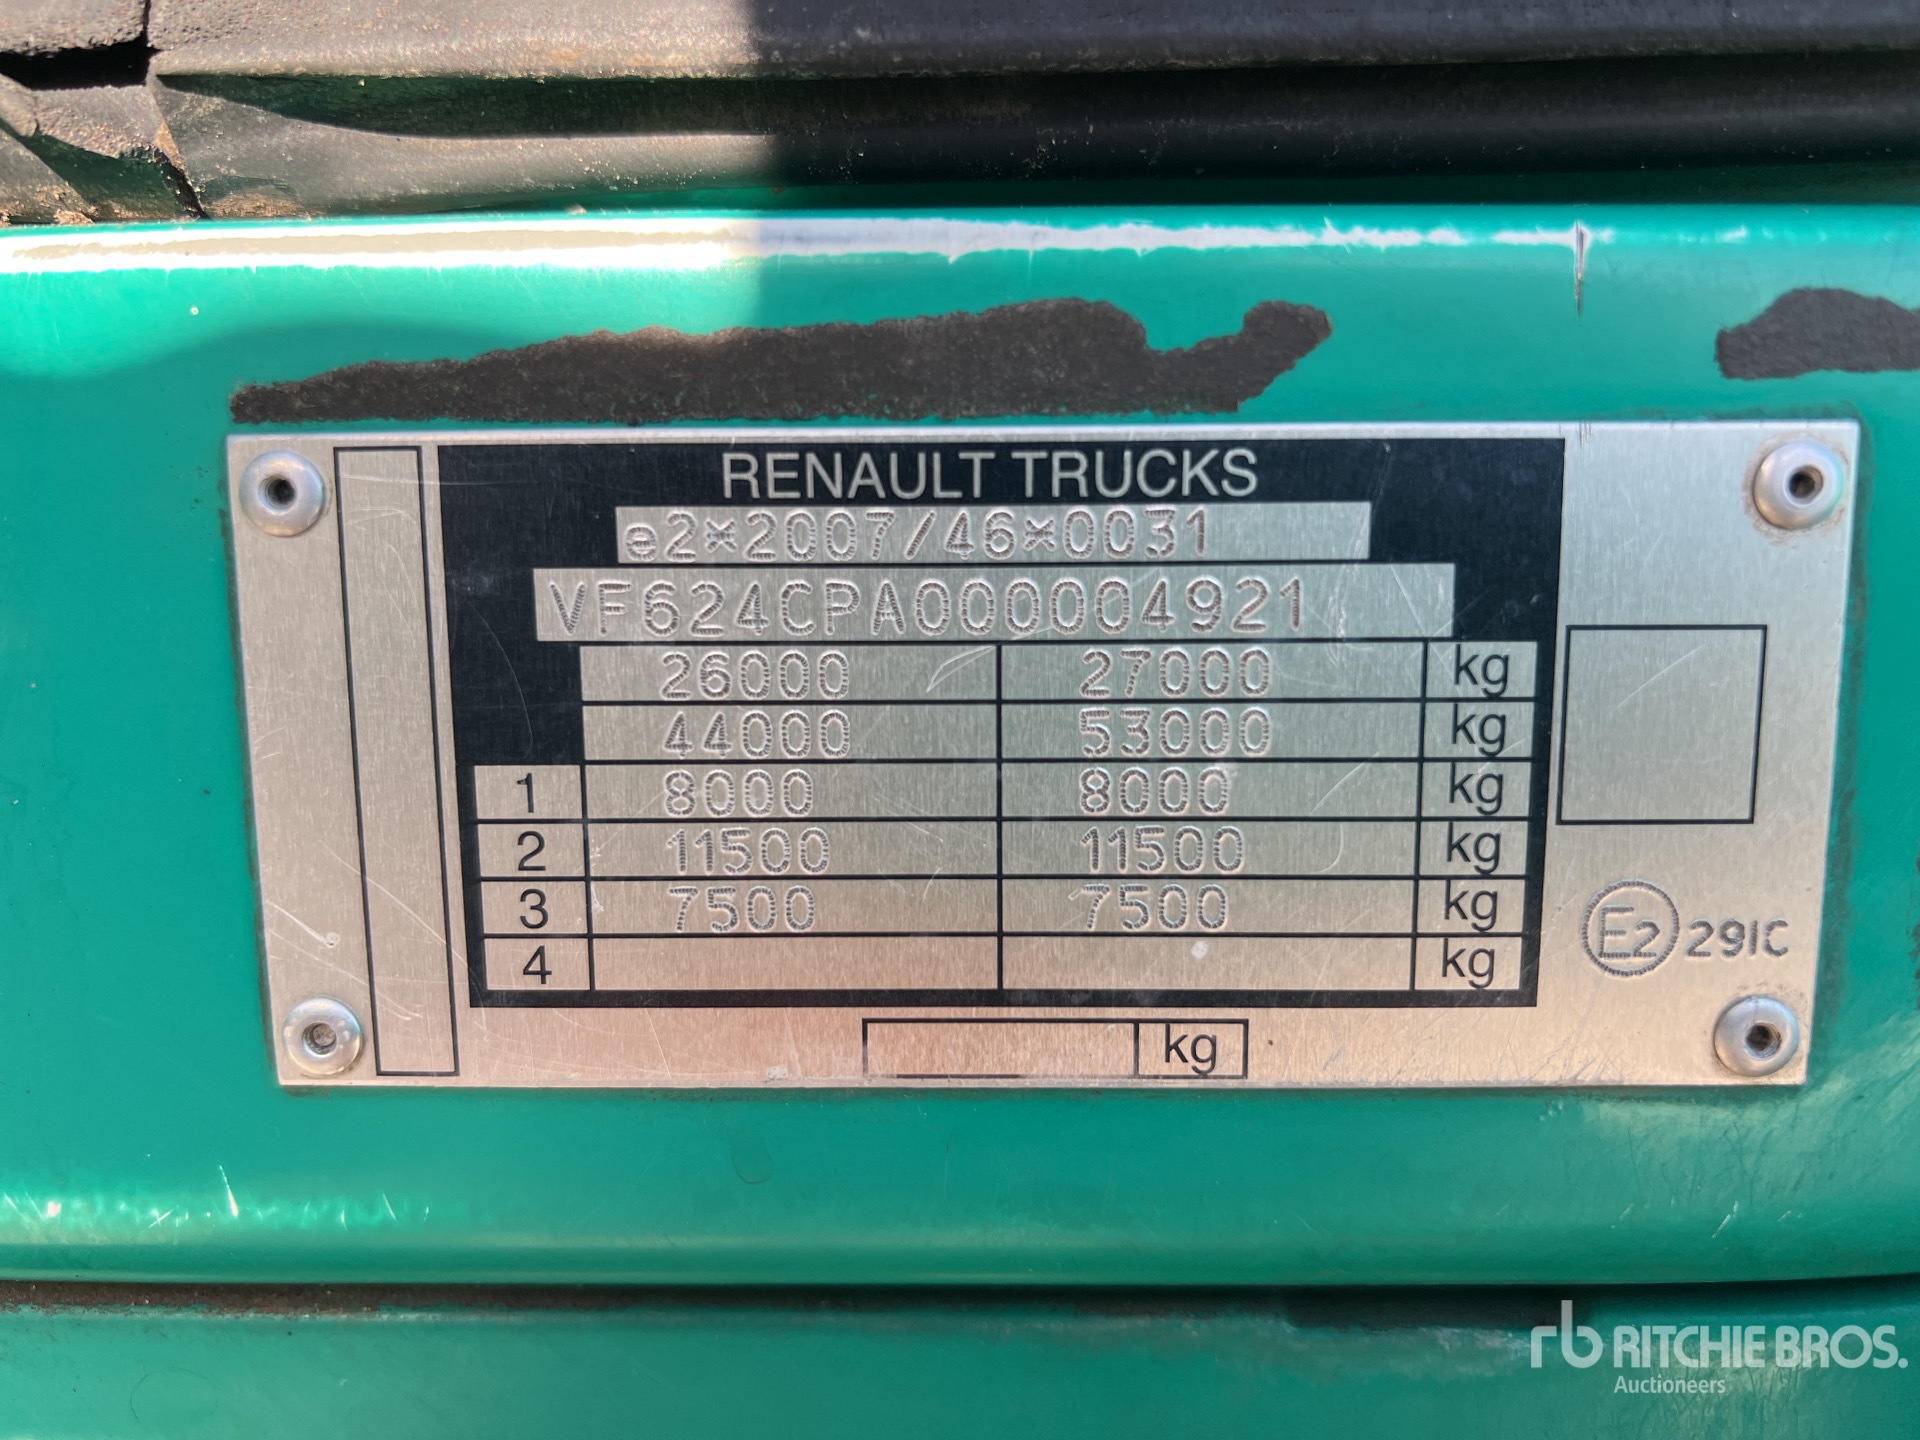 RENAULT TRUCKS
e2*2007/46*0031
VF624CPA000004921
26000 27000 kg
44000 53000 kg
1 8000 8000 kg
2 11500 11500 kg
3 7500 7500 kg
4 kg
E2 291C
kg
rb RITCHIE BROS.
Auctioneers